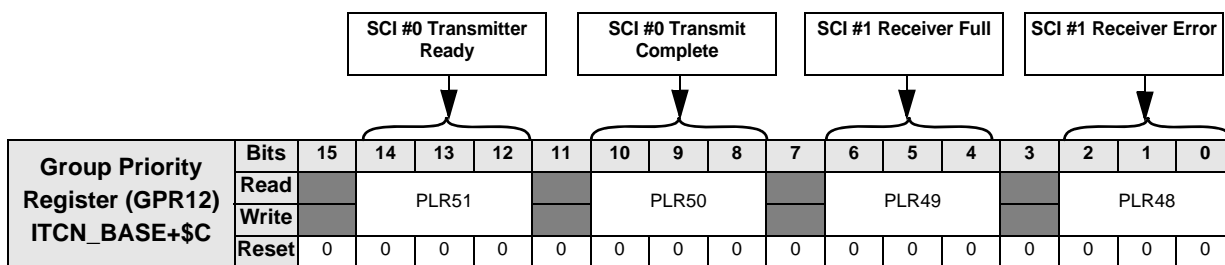 SCI #0 Transmitter Ready
SCI #0 Transmit Complete
SCI #1 Receiver Full
SCI #1 Receiver Error
Group Priority Register (GPR12) ITCN_BASE+$C
Bits 15 14 13 12 11 10 9 8 7 6 5 4 3 2 1 0
Read
Write
PLR51 PLR50 PLR49 PLR48
Reset 0 0 0 0 0 0 0 0 0 0 0 0 0 0 0 0